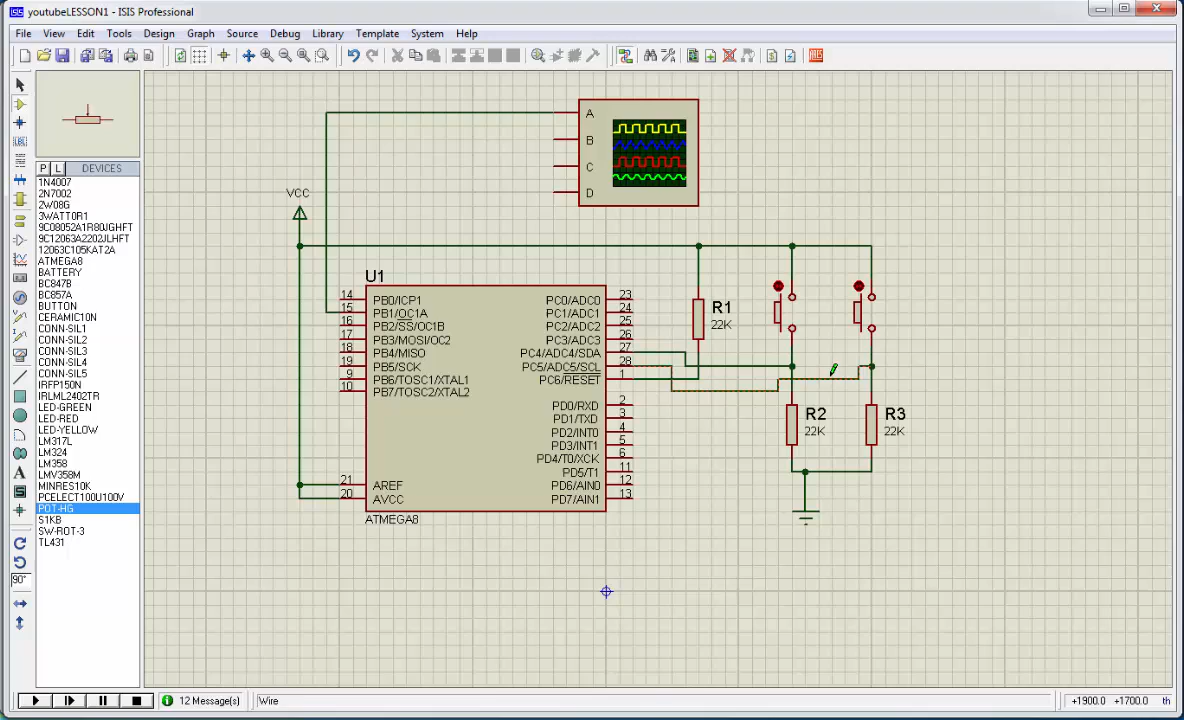 youtubeLESSON1 - ISIS Professional
File View Edit Tools Design Graph Source Debug Library Template System Help
P L DEVICES
1N4007
2N7002
2W08G
3WATT0R1
9C08052A1R80JGHFT
9C12063A2202JLHFT
12063C105KAT2A
ATMEGA8
BATTERY
BC847B
BC857A
BUTTON
CERAMIC10N
CONN-SIL1
CONN-SIL2
CONN-SIL3
CONN-SIL4
CONN-SIL5
IRFP150N
IRLML2402TR
LED-GREEN
LED-RED
LED-YELLOW
LM317L
LM324
LM358
LMV358M
MINRES10K
PCELECT100U100V
POT-HG
S1KB
SW-ROT-3
TL431
90°
A
B
C
D
VCC
U1
14 PB0/ICP1 PC0/ADC0 23
15 PB1/OC1A PC1/ADC1 24
16 PB2/SS/OC1B PC2/ADC2 25
17 PB3/MOSI/OC2 PC3/ADC3 26
18 PB4/MISO PC4/ADC4/SDA 27
19 PB5/SCK PC5/ADC5/SCL 28
9 PB6/TOSC1/XTAL1 PC6/RESET 1
10 PB7/TOSC2/XTAL2
PD0/RXD 2
PD1/TXD 3
PD2/INT0 4
PD3/INT1 5
PD4/T0/XCK 6
PD5/T1 11
21 AREF PD6/AIN0 12
20 AVCC PD7/AIN1 13
ATMEGA8
R1
22K
R2
22K
R3
22K
12 Message(s) Wire +1900.0 +1700.0 th